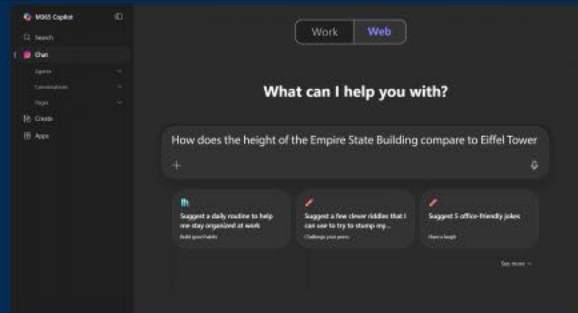 M365 Copilot
Search
Chat
Agents
Conversations
Pages
Create
Apps
Work Web
What can I help you with?
How does the height of the Empire State Building compare to Eiffel Tower
Suggest a daily routine to help
me stay organized at work
Build good habits
Suggest a few clever riddles that I
can use to try to stump my...
Challenge your peers
Suggest 5 office-friendly jokes
Have a laugh
See more